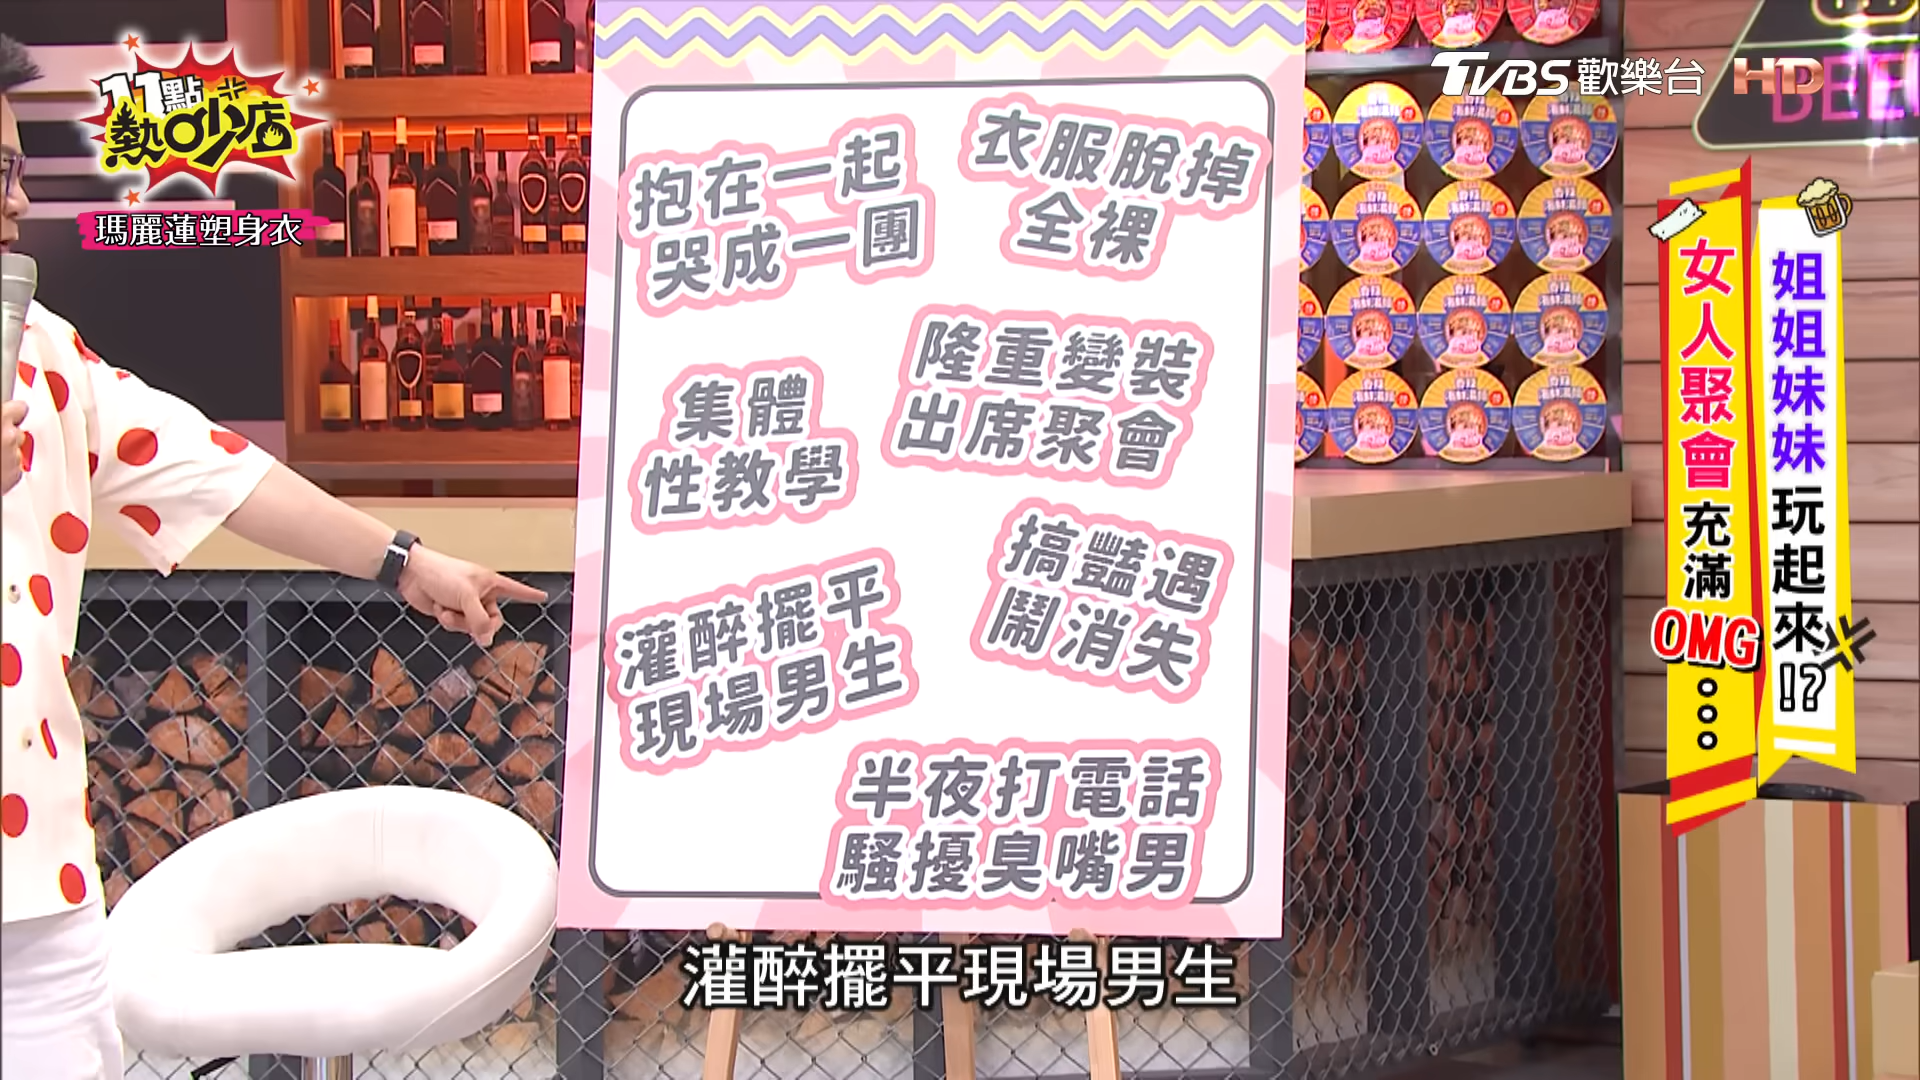 11點
熱吵店
瑪麗蓮塑身衣
TVBS歡樂台 HD
BEE
抱在一起
哭成一團
衣服脫掉
全裸
隆重變裝
出席聚會
集體
性教學
搞豔遇
鬧消失
灌醉擺平
現場男生
半夜打電話
騷擾臭嘴男
姐姐妹妹玩起來!?
女人聚會充滿OMG...
灌醉擺平現場男生